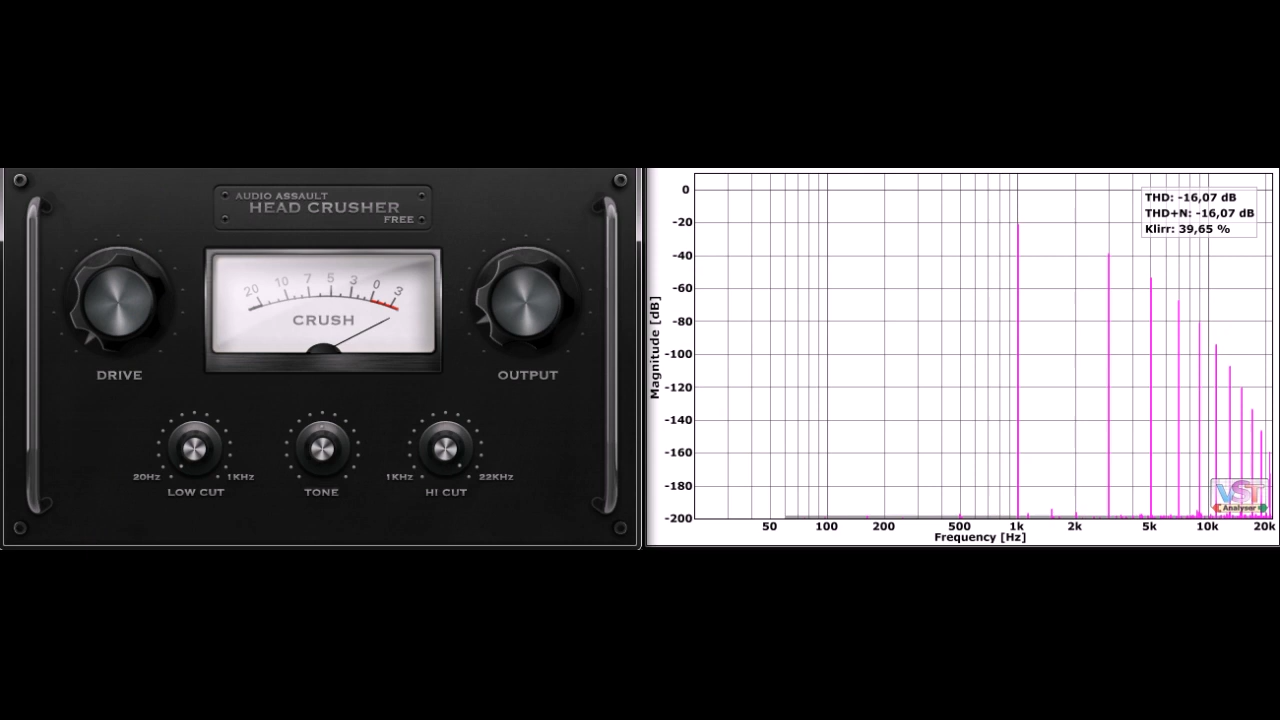 AUDIO ASSAULT
HEAD CRUSHER
FREE
20 10 7 5 3 0 3
CRUSH
DRIVE
OUTPUT
20Hz 1KHz
LOW CUT
TONE
1KHz 22KHz
HI CUT
THD: -16,07 dB
THD+N: -16,07 dB
Klirr: 39,65 %
Magnitude [dB]
0
-20
-40
-60
-80
-100
-120
-140
-160
-180
-200
VST
Analyser
50 100 200 500 1k 2k 5k 10k 20k
Frequency [Hz]